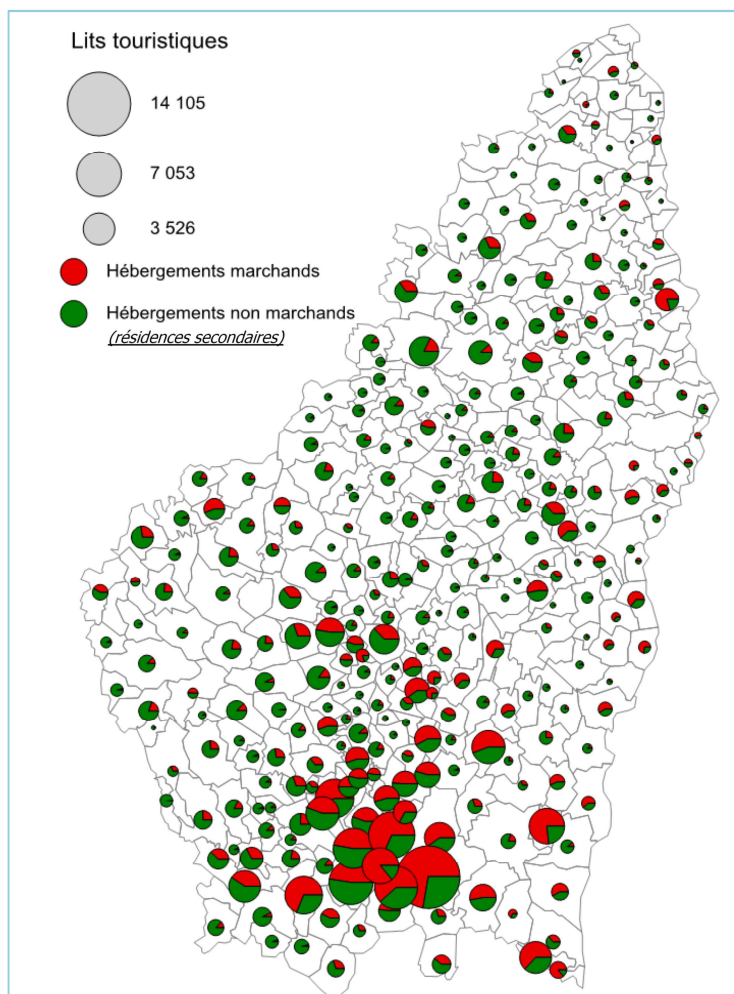 Lits touristiques
14 105
7 053
3 526
Hébergements marchands
Hébergements non marchands
(résidences secondaires)